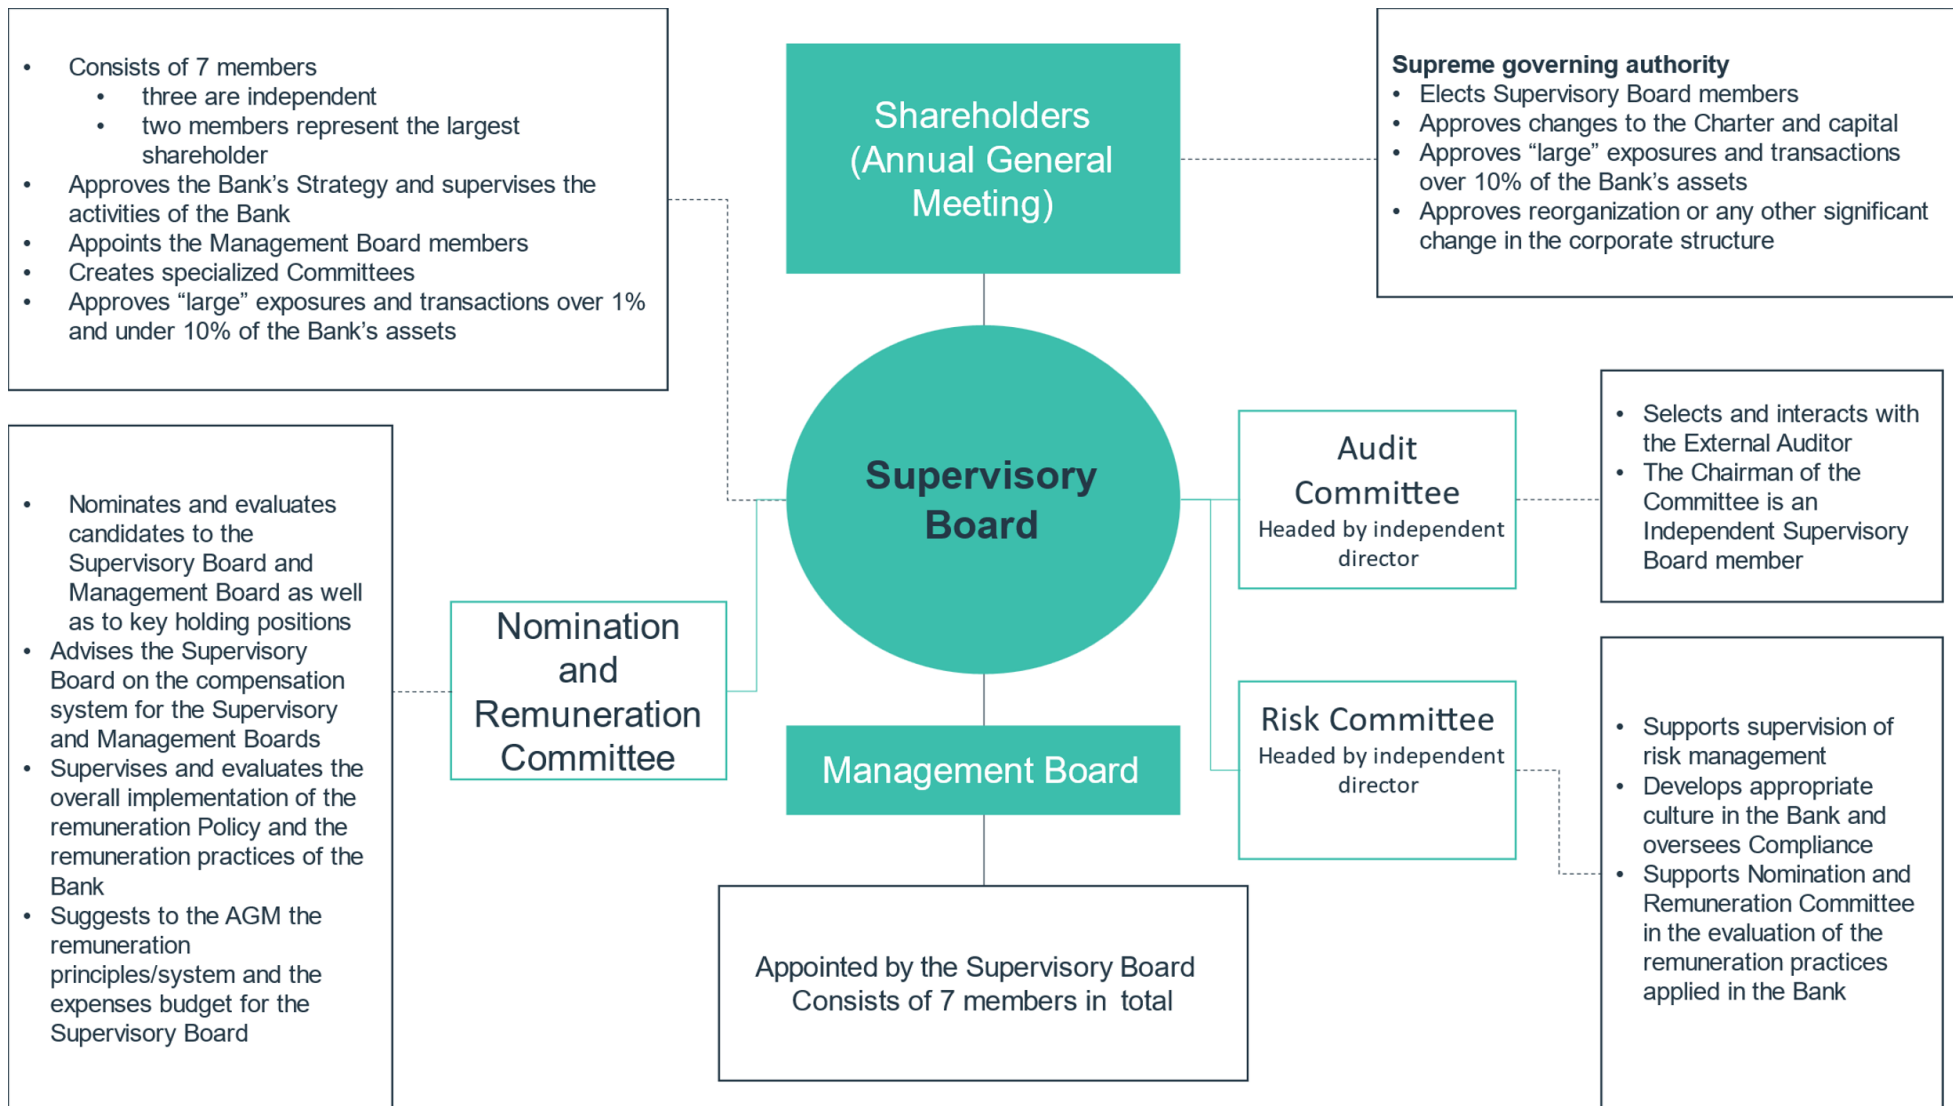 • Consists of 7 members
• three are independent
• two members represent the largest
shareholder
• Approves the Bank’s Strategy and supervises the
activities of the Bank
• Appoints the Management Board members
• Creates specialized Committees
• Approves “large” exposures and transactions over 1%
and under 10% of the Bank’s assets
Shareholders
(Annual General
Meeting)
Supreme governing authority
• Elects Supervisory Board members
• Approves changes to the Charter and capital
• Approves “large” exposures and transactions
over 10% of the Bank’s assets
• Approves reorganization or any other significant
change in the corporate structure
Supervisory
Board
Audit
Committee
Headed by independent
director
• Selects and interacts with
the External Auditor
• The Chairman of the
Committee is an
Independent Supervisory
Board member
• Nominates and evaluates
candidates to the
Supervisory Board and
Management Board as well
as to key holding positions
• Advises the Supervisory
Board on the compensation
system for the Supervisory
and Management Boards
• Supervises and evaluates the
overall implementation of the
remuneration Policy and the
remuneration practices of the
Bank
• Suggests to the AGM the
remuneration
principles/system and the
expenses budget for the
Supervisory Board
Nomination
and
Remuneration
Committee
Management Board
Risk Committee
Headed by independent
director
• Supports supervision of
risk management
• Develops appropriate
culture in the Bank and
oversees Compliance
• Supports Nomination and
Remuneration Committee
in the evaluation of the
remuneration practices
applied in the Bank
Appointed by the Supervisory Board
Consists of 7 members in total